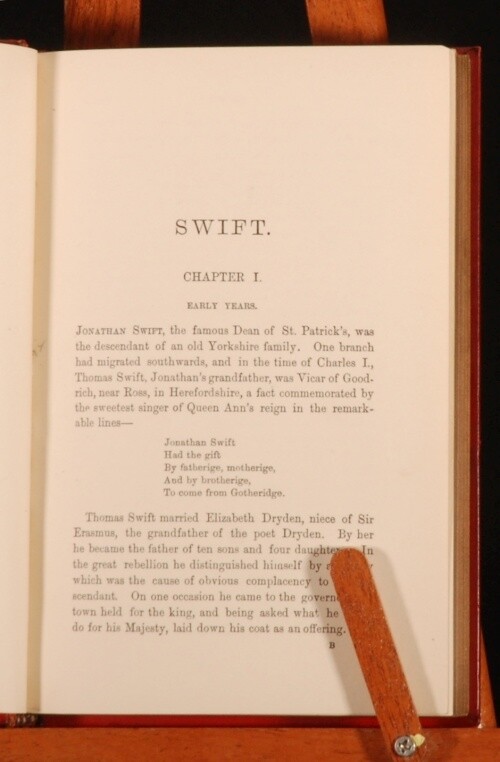 SWIFT.
CHAPTER I.
EARLY YEARS.
JONATHAN SWIFT, the famous Dean of St. Patrick's, was
the descendant of an old Yorkshire family. One branch
had migrated southwards, and in the time of Charles I.,
Thomas Swift, Jonathan's grandfather, was Vicar of Good-
rich, near Ross, in Herefordshire, a fact commemorated by
the sweetest singer of Queen Ann's reign in the remark-
able lines—
Jonathan Swift
Had the gift
By fatherige, motherige,
And by brotherige,
To come from Gotheridge.
Thomas Swift married Elizabeth Dryden, niece of Sir
Erasmus, the grandfather of the poet Dryden. By her
he became the father of ten sons and four In
the great rebellion he distinguished himself by
which was the cause of obvious complacency to
scendant. On one occasion he came to the
town held for the king, and being asked what he
do for his Majesty, laid down his coat as an offering.
B